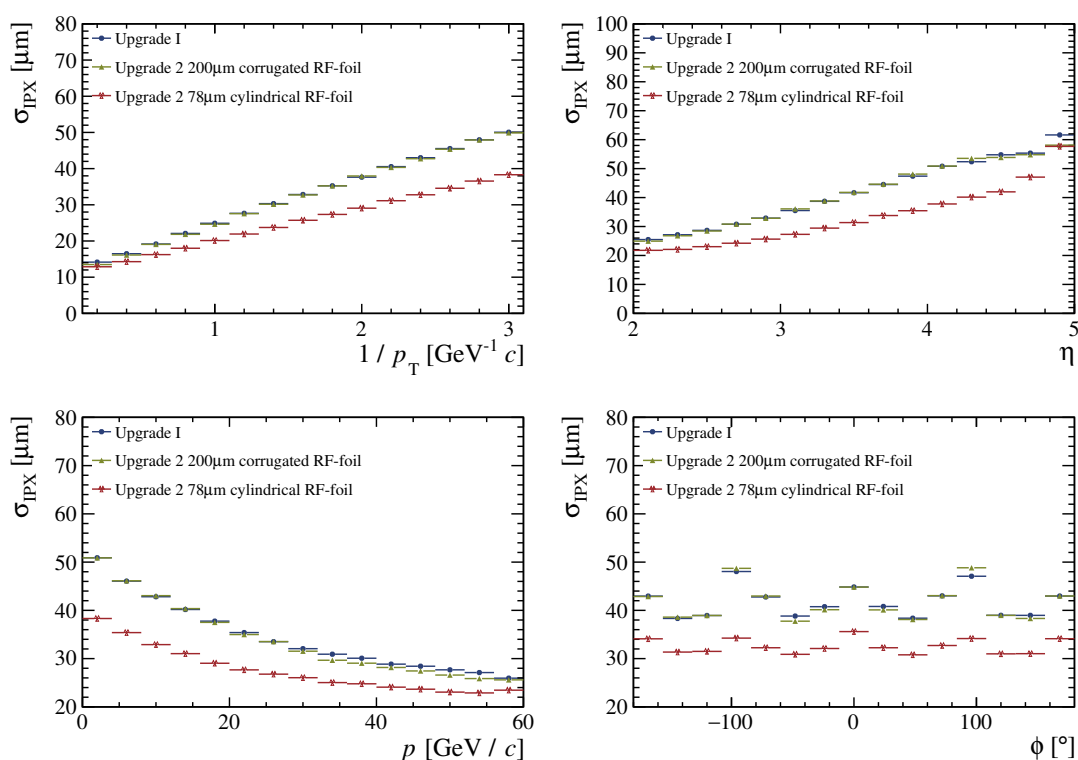 80
70
60
50
40
30
20
10
0
σIPX [μm]
Upgrade I
Upgrade 2 200μm corrugated RF-foil
Upgrade 2 78μm cylindrical RF-foil
1 2 3
1 / pT [GeV⁻¹ c]
100
90
80
70
60
50
40
30
20
10
0
σIPX [μm]
Upgrade I
Upgrade 2 200μm corrugated RF-foil
Upgrade 2 78μm cylindrical RF-foil
2 3 4 5
η
80
70
60
50
40
30
20
σIPX [μm]
Upgrade I
Upgrade 2 200μm corrugated RF-foil
Upgrade 2 78μm cylindrical RF-foil
0 20 40 60
p [GeV / c]
80
70
60
50
40
30
20
σIPX [μm]
Upgrade I
Upgrade 2 200μm corrugated RF-foil
Upgrade 2 78μm cylindrical RF-foil
−100 0 100
ϕ [°]